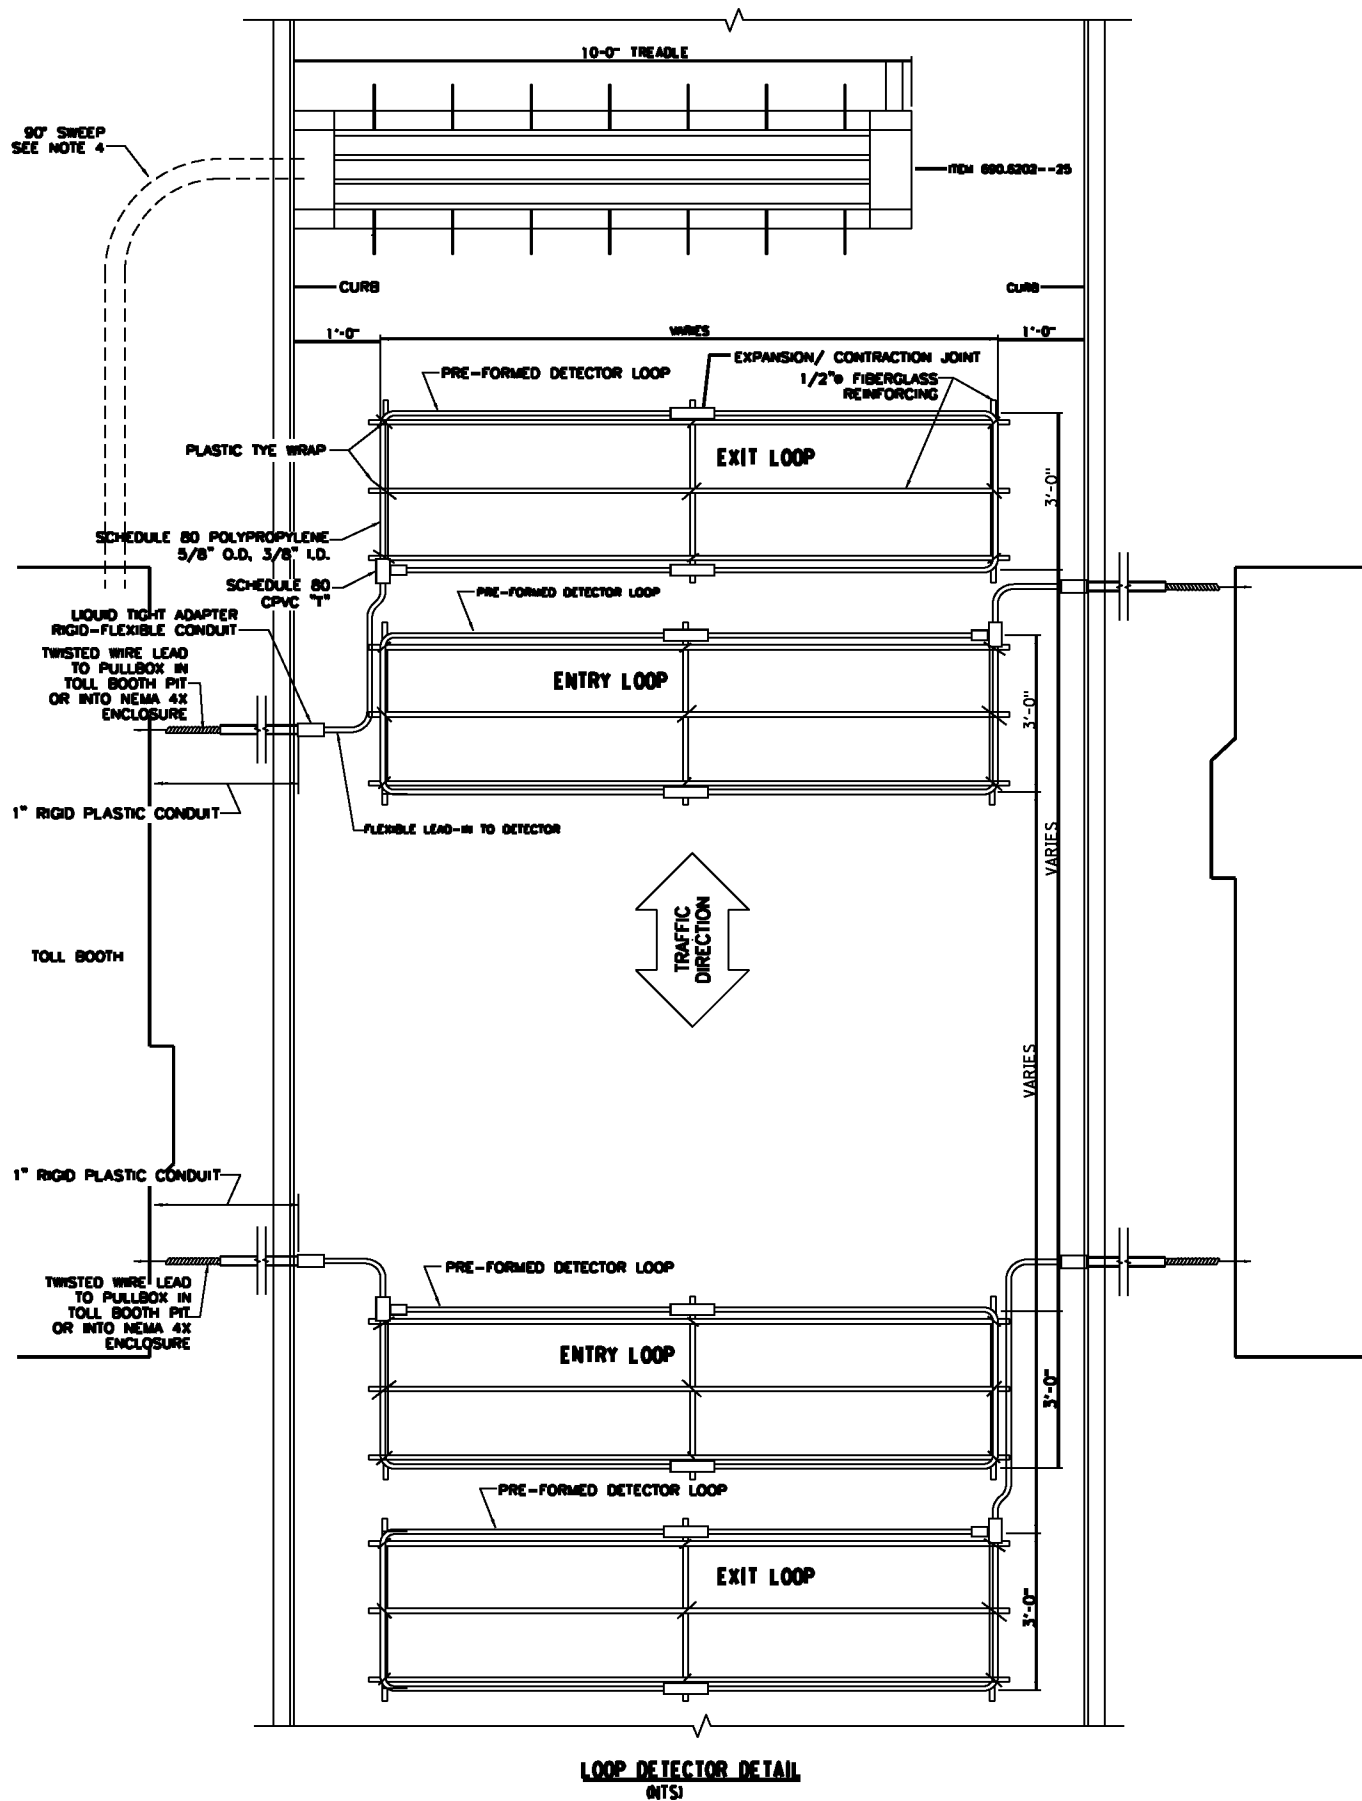 10-0" TREADLE
90° SWEEP
SEE NOTE 4
ITEM 690.6202--25
CURB
CURB
1'-0"
VARIES
1'-0"
EXPANSION/ CONTRACTION JOINT
PRE-FORMED DETECTOR LOOP
1/2"⌀ FIBERGLASS
REINFORCING
PLASTIC TYE WRAP
EXIT LOOP
3'-0"
SCHEDULE 80 POLYPROPYLENE
5/8" O.D, 3/8" I.D.
SCHEDULE 80
CPVC "T"
PRE-FORMED DETECTOR LOOP
LIQUID TIGHT ADAPTER
RIGID-FLEXIBLE CONDUIT
TWISTED WIRE LEAD
TO PULLBOX IN
TOLL BOOTH PIT
OR INTO NEMA 4X
ENCLOSURE
ENTRY LOOP
3'-0"
1" RIGID PLASTIC CONDUIT
FLEXIBLE LEAD-IN TO DETECTOR
VARIES
TRAFFIC
DIRECTION
TOLL BOOTH
VARIES
1" RIGID PLASTIC CONDUIT
TWISTED WIRE LEAD
TO PULLBOX IN
TOLL BOOTH PIT
OR INTO NEMA 4X
ENCLOSURE
PRE-FORMED DETECTOR LOOP
ENTRY LOOP
3'-0"
PRE-FORMED DETECTOR LOOP
EXIT LOOP
3'-0"
LOOP DETECTOR DETAIL
(NTS)